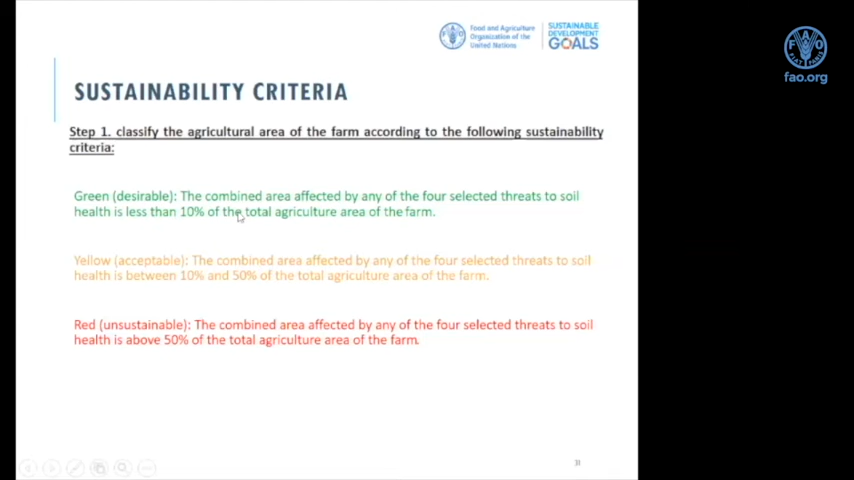 Food and Agriculture
Organization of the
United Nations
SUSTAINABLE
DEVELOPMENT
GOALS
FAO
FIAT PANIS
fao.org
SUSTAINABILITY CRITERIA
Step 1. classify the agricultural area of the farm according to the following sustainability
criteria:
Green (desirable): The combined area affected by any of the four selected threats to soil
health is less than 10% of the total agriculture area of the farm.
Yellow (acceptable): The combined area affected by any of the four selected threats to soil
health is between 10% and 50% of the total agriculture area of the farm.
Red (unsustainable): The combined area affected by any of the four selected threats to soil
health is above 50% of the total agriculture area of the farm.
31